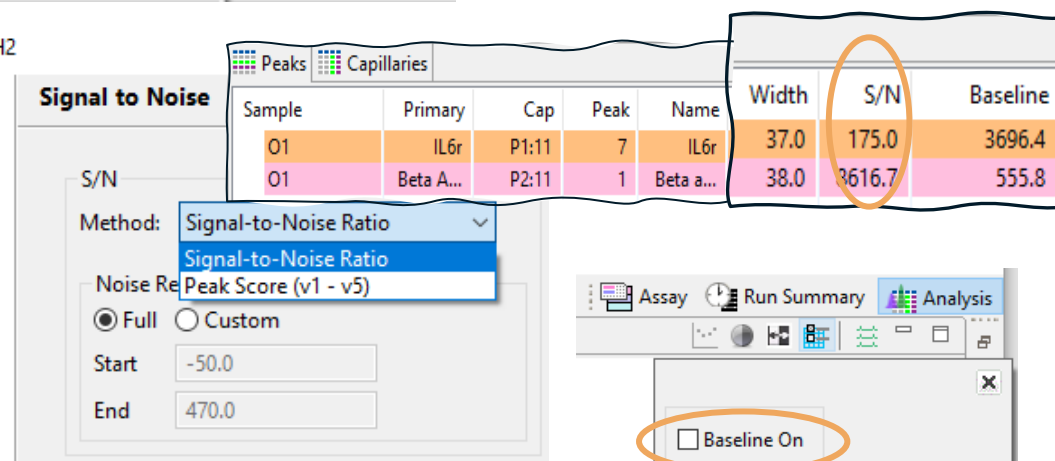 H2
Signal to Noise
S/N
Method: Signal-to-Noise Ratio
Signal-to-Noise Ratio
Peak Score (v1 - v5)
Noise Re
Full Custom
Start -50.0
End 470.0
Peaks Capillaries
Sample Primary Cap Peak Name
O1 IL6r P1:11 7 IL6r
O1 Beta A... P2:11 1 Beta a...
Width S/N Baseline
37.0 175.0 3696.4
38.0 3616.7 555.8
Assay Run Summary Analysis
Baseline On